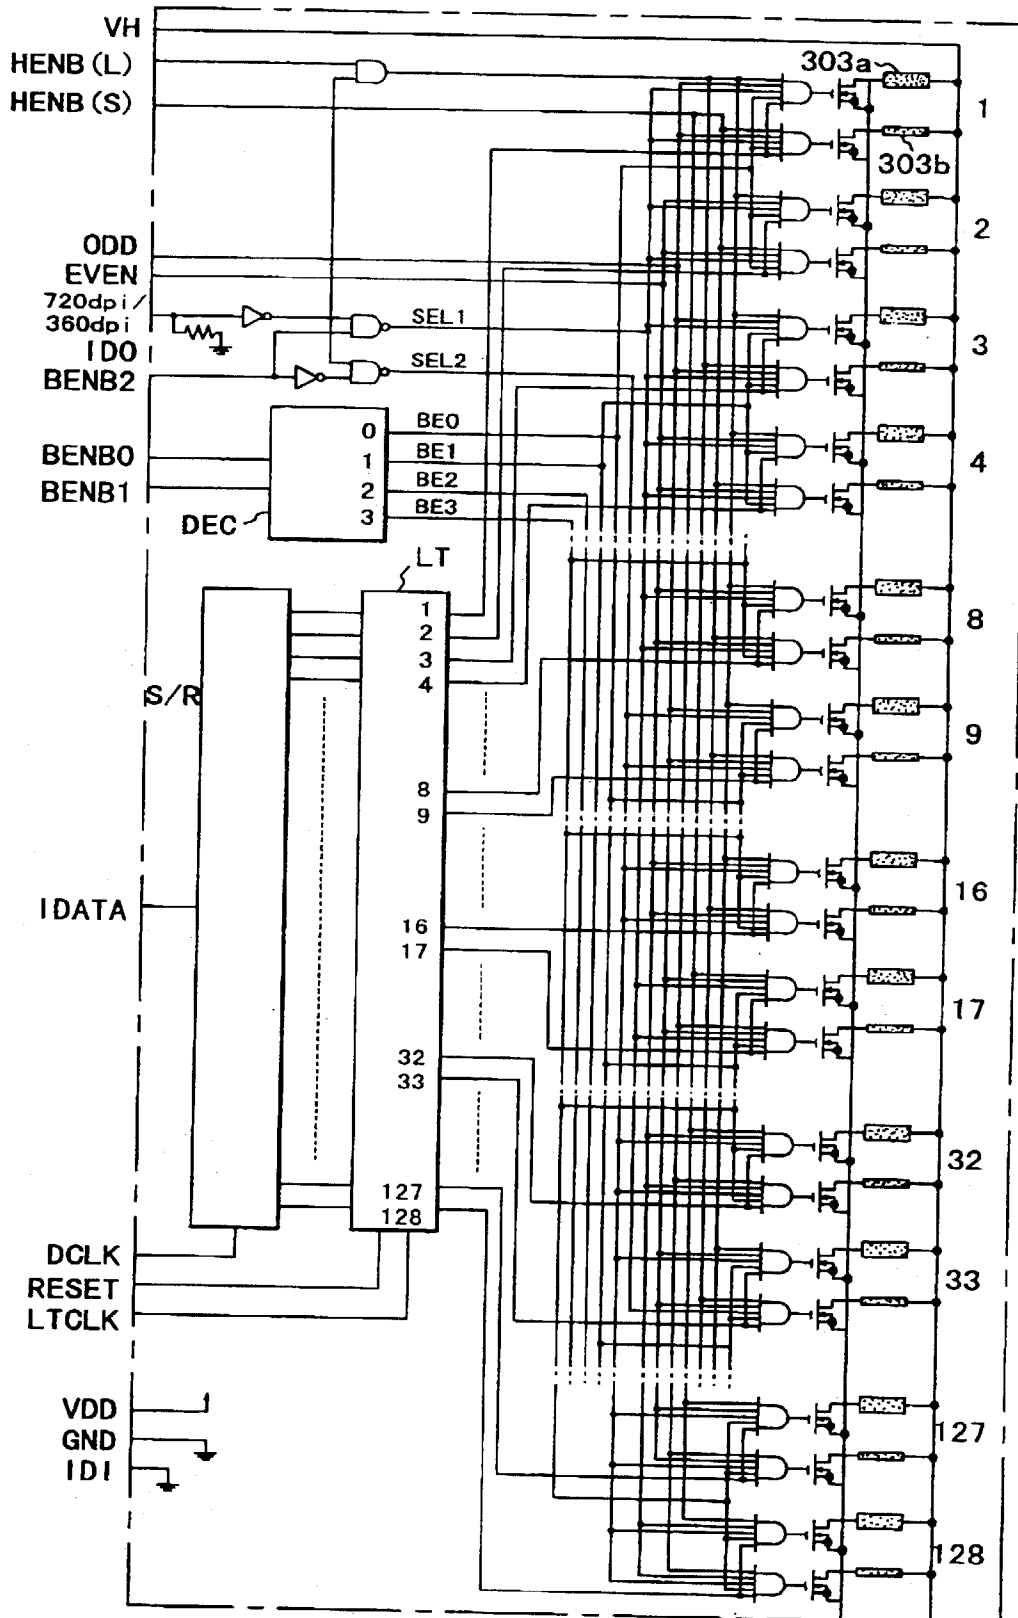 VH
HENB (L)
HENB (S)
303a
1
303b
2
ODD
EVEN
720dpi/
360dpi
SEL1
3
IDO
BENB2
SEL2
BENB0
BENB1
DEC
0
1
2
3
BE0
BE1
BE2
BE3
4
LT
S/R
1
2
3
4
8
9
8
9
IDATA
16
17
16
17
32
33
32
127
128
DCLK
RESET
LTCLK
33
VDD
GND
IDI
127
128